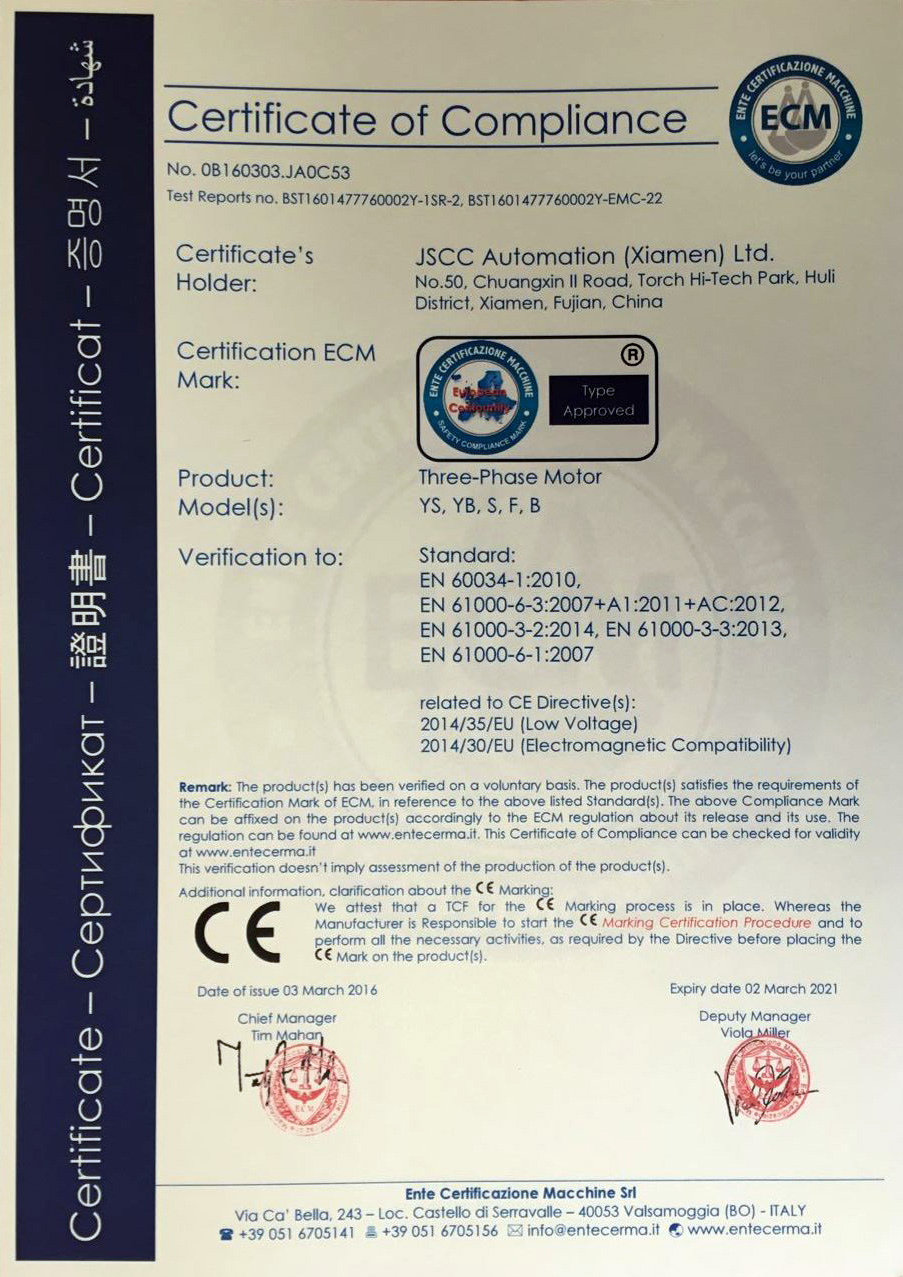 Certificate – Сертификат – 證明書 – Certificat – 증명서 – شهادة
ENTE CERTIFICAZIONE MACCHINE
ECM
let's be your partner
Certificate of Compliance
No. 0B160303.JA0C53
Test Reports no. BST1601477760002Y-1SR-2, BST1601477760002Y-EMC-22
Certificate's
Holder:
JSCC Automation (Xiamen) Ltd.
No.50, Chuangxin II Road, Torch Hi-Tech Park, Huli
District, Xiamen, Fujian, China
Certification ECM
Mark:
ENTE CERTIFICAZIONE MACCHINE
European
Conformity
SAFETY COMPLIANCE MARK
®
Type
Approved
Product:
Three-Phase Motor
Model(s):
YS, YB, S, F, B
Verification to:
Standard:
EN 60034-1:2010,
EN 61000-6-3:2007+A1:2011+AC:2012,
EN 61000-3-2:2014, EN 61000-3-3:2013,
EN 61000-6-1:2007
related to CE Directive(s):
2014/35/EU (Low Voltage)
2014/30/EU (Electromagnetic Compatibility)
Remark: The product(s) has been verified on a voluntary basis. The product(s) satisfies the requirements of
the Certification Mark of ECM, in reference to the above listed Standard(s). The above Compliance Mark
can be affixed on the product(s) accordingly to the ECM regulation about its release and its use. The
regulation can be found at www.entecerma.it. This Certificate of Compliance can be checked for validity
at www.entecerma.it
This verification doesn't imply assessment of the production of the product(s).
Additional information, clarification about the CE Marking:
CE
We attest that a TCF for the CE Marking process is in place. Whereas the
Manufacturer is Responsible to start the CE Marking Certification Procedure and to
perform all the necessary activities, as required by the Directive before placing the
CE Mark on the product(s).
Date of issue 03 March 2016
Expiry date 02 March 2021
Chief Manager
Tim Mahan
Deputy Manager
Viola Miller
ECM
Ente Certificazione Macchine Srl
Via Ca' Bella, 243 – Loc. Castello di Serravalle – 40053 Valsamoggia (BO) - ITALY
+39 051 6705141 +39 051 6705156 info@entecerma.it www.entecerma.it